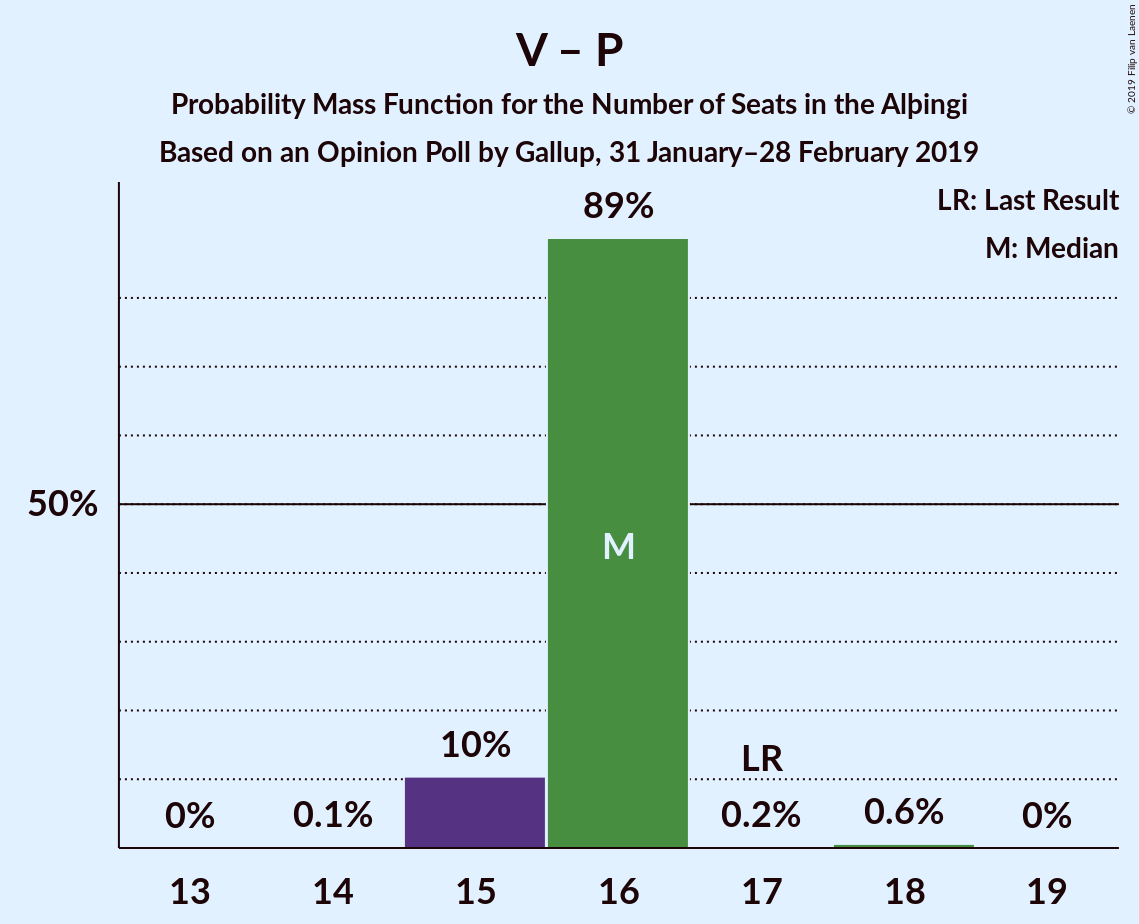 V – P
Probability Mass Function for the Number of Seats in the Alþingi
Based on an Opinion Poll by Gallup, 31 January–28 February 2019
© 2019 Filip van Laenen
LR: Last Result
M: Median
89%
50%
M
10%
LR
0%
0.1%
0.2%
0.6%
0%
13
14
15
16
17
18
19